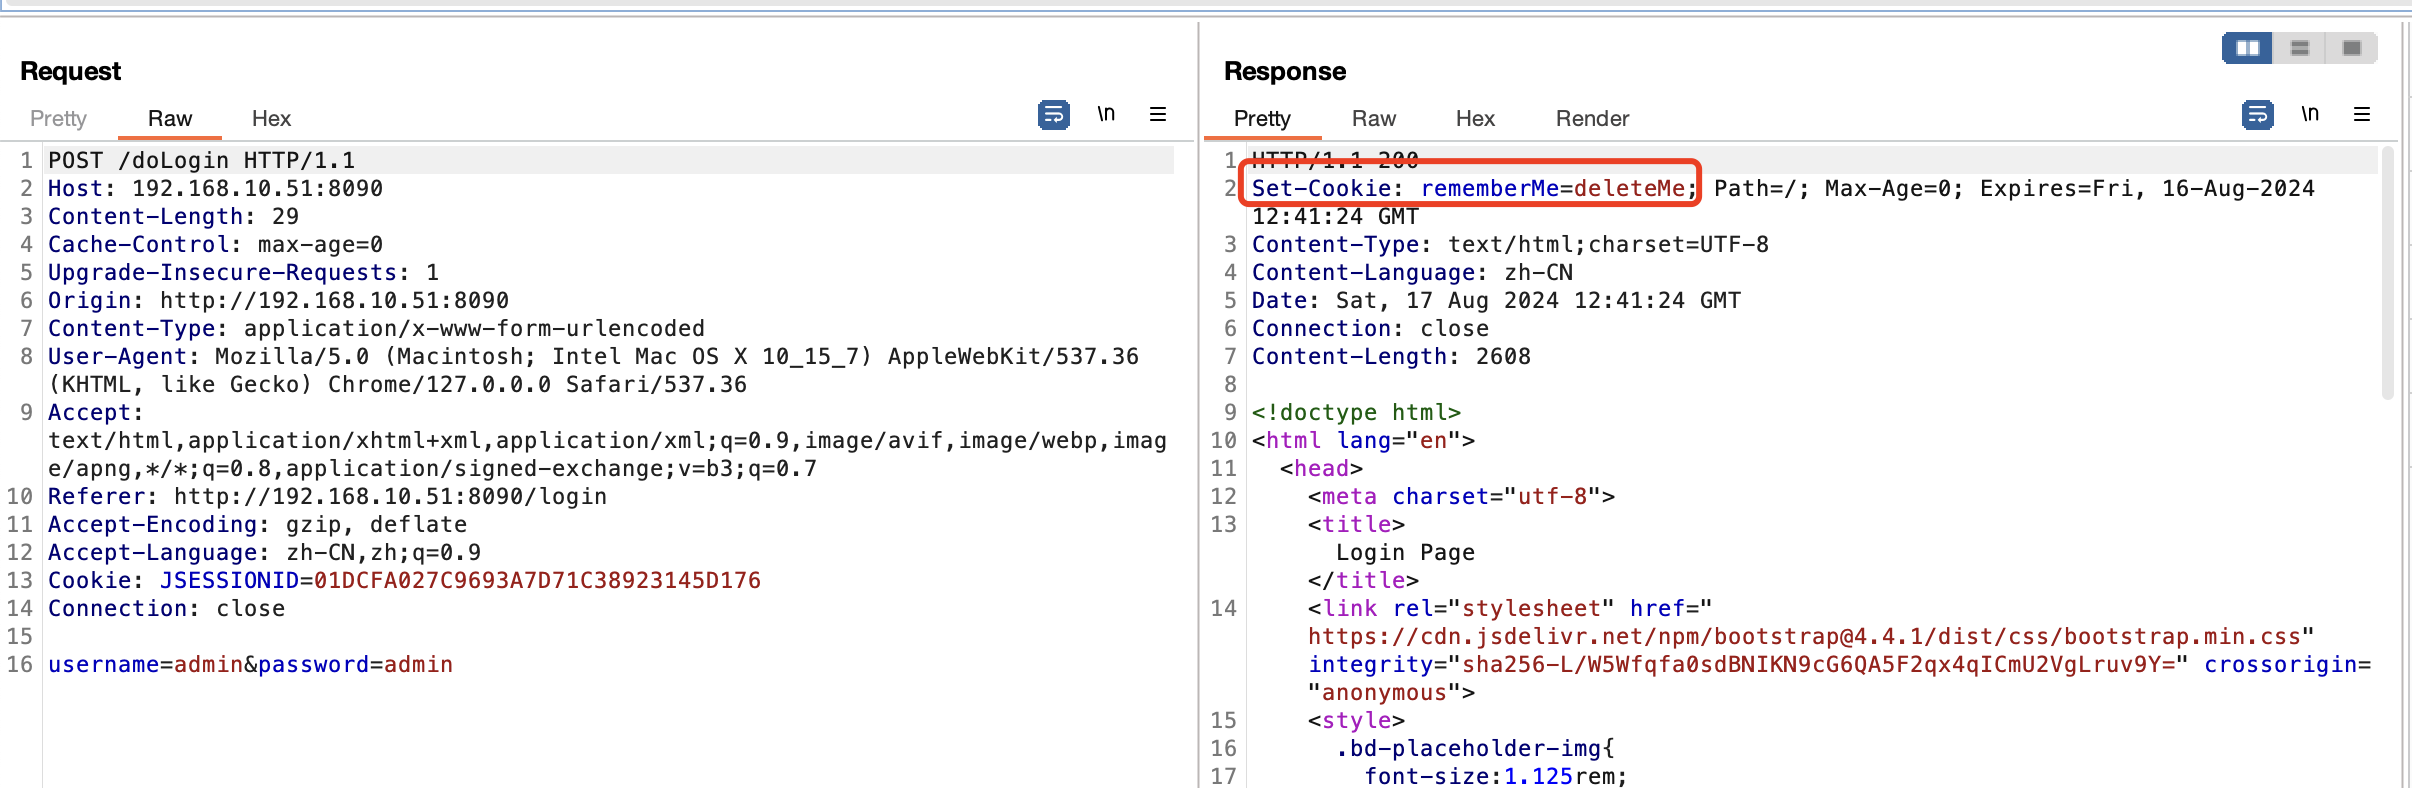 Request
Pretty Raw Hex \n
1 POST /doLogin HTTP/1.1
2 Host: 192.168.10.51:8090
3 Content-Length: 29
4 Cache-Control: max-age=0
5 Upgrade-Insecure-Requests: 1
6 Origin: http://192.168.10.51:8090
7 Content-Type: application/x-www-form-urlencoded
8 User-Agent: Mozilla/5.0 (Macintosh; Intel Mac OS X 10_15_7) AppleWebKit/537.36
(KHTML, like Gecko) Chrome/127.0.0.0 Safari/537.36
9 Accept:
text/html,application/xhtml+xml,application/xml;q=0.9,image/avif,image/webp,imag
e/apng,*/*;q=0.8,application/signed-exchange;v=b3;q=0.7
10 Referer: http://192.168.10.51:8090/login
11 Accept-Encoding: gzip, deflate
12 Accept-Language: zh-CN,zh;q=0.9
13 Cookie: JSESSIONID=01DCFA027C9693A7D71C38923145D176
14 Connection: close
15
16 username=admin&password=admin
Response
Pretty Raw Hex Render \n
1 HTTP/1.1 200
2 Set-Cookie: rememberMe=deleteMe; Path=/; Max-Age=0; Expires=Fri, 16-Aug-2024
12:41:24 GMT
3 Content-Type: text/html;charset=UTF-8
4 Content-Language: zh-CN
5 Date: Sat, 17 Aug 2024 12:41:24 GMT
6 Connection: close
7 Content-Length: 2608
8
9 <!doctype html>
10 <html lang="en">
11 <head>
12 <meta charset="utf-8">
13 <title>
Login Page
</title>
14 <link rel="stylesheet" href="
https://cdn.jsdelivr.net/npm/bootstrap@4.4.1/dist/css/bootstrap.min.css"
integrity="sha256-L/W5Wfqfa0sdBNIKN9cG6QA5F2qx4qICmU2VgLruv9Y=" crossorigin=
"anonymous">
15 <style>
16 .bd-placeholder-img{
17 font-size:1.125rem;